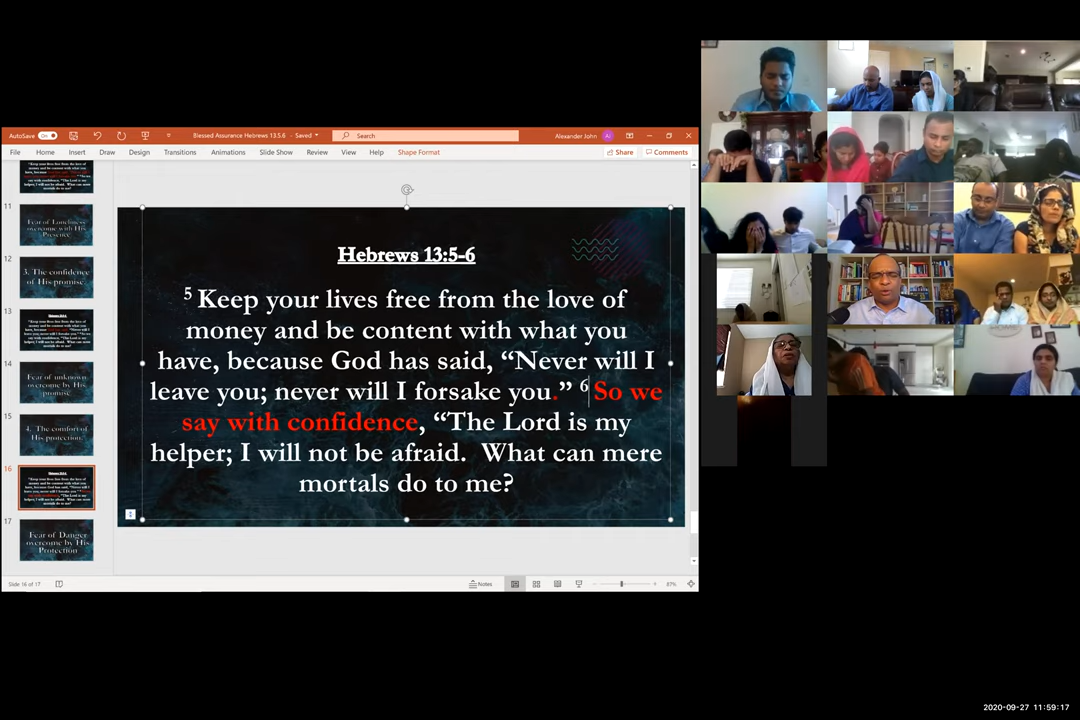 AutoSave On
Blessed Assurance Hebrews 13.5.6 - Saved
Search
Alexander John
AJ
File Home Insert Draw Design Transitions Animations Slide Show Review View Help Shape Format
Share
Comments
11
Fear of Loneliness
overcome with His
Presence
12
3. The confidence
of His promise.
13
14
Fear of unknown
overcome by His
promise
15
4. The comfort of
His protection.
16
17
Fear of Danger
overcome by His
Protection
Hebrews 13:5-6
5 Keep your lives free from the love of
money and be content with what you
have, because God has said, “Never will I
leave you; never will I forsake you.” 6 So we
say with confidence, “The Lord is my
helper; I will not be afraid. What can mere
mortals do to me?
Slide 16 of 17
Notes
87%
2020-09-27 11:59:17